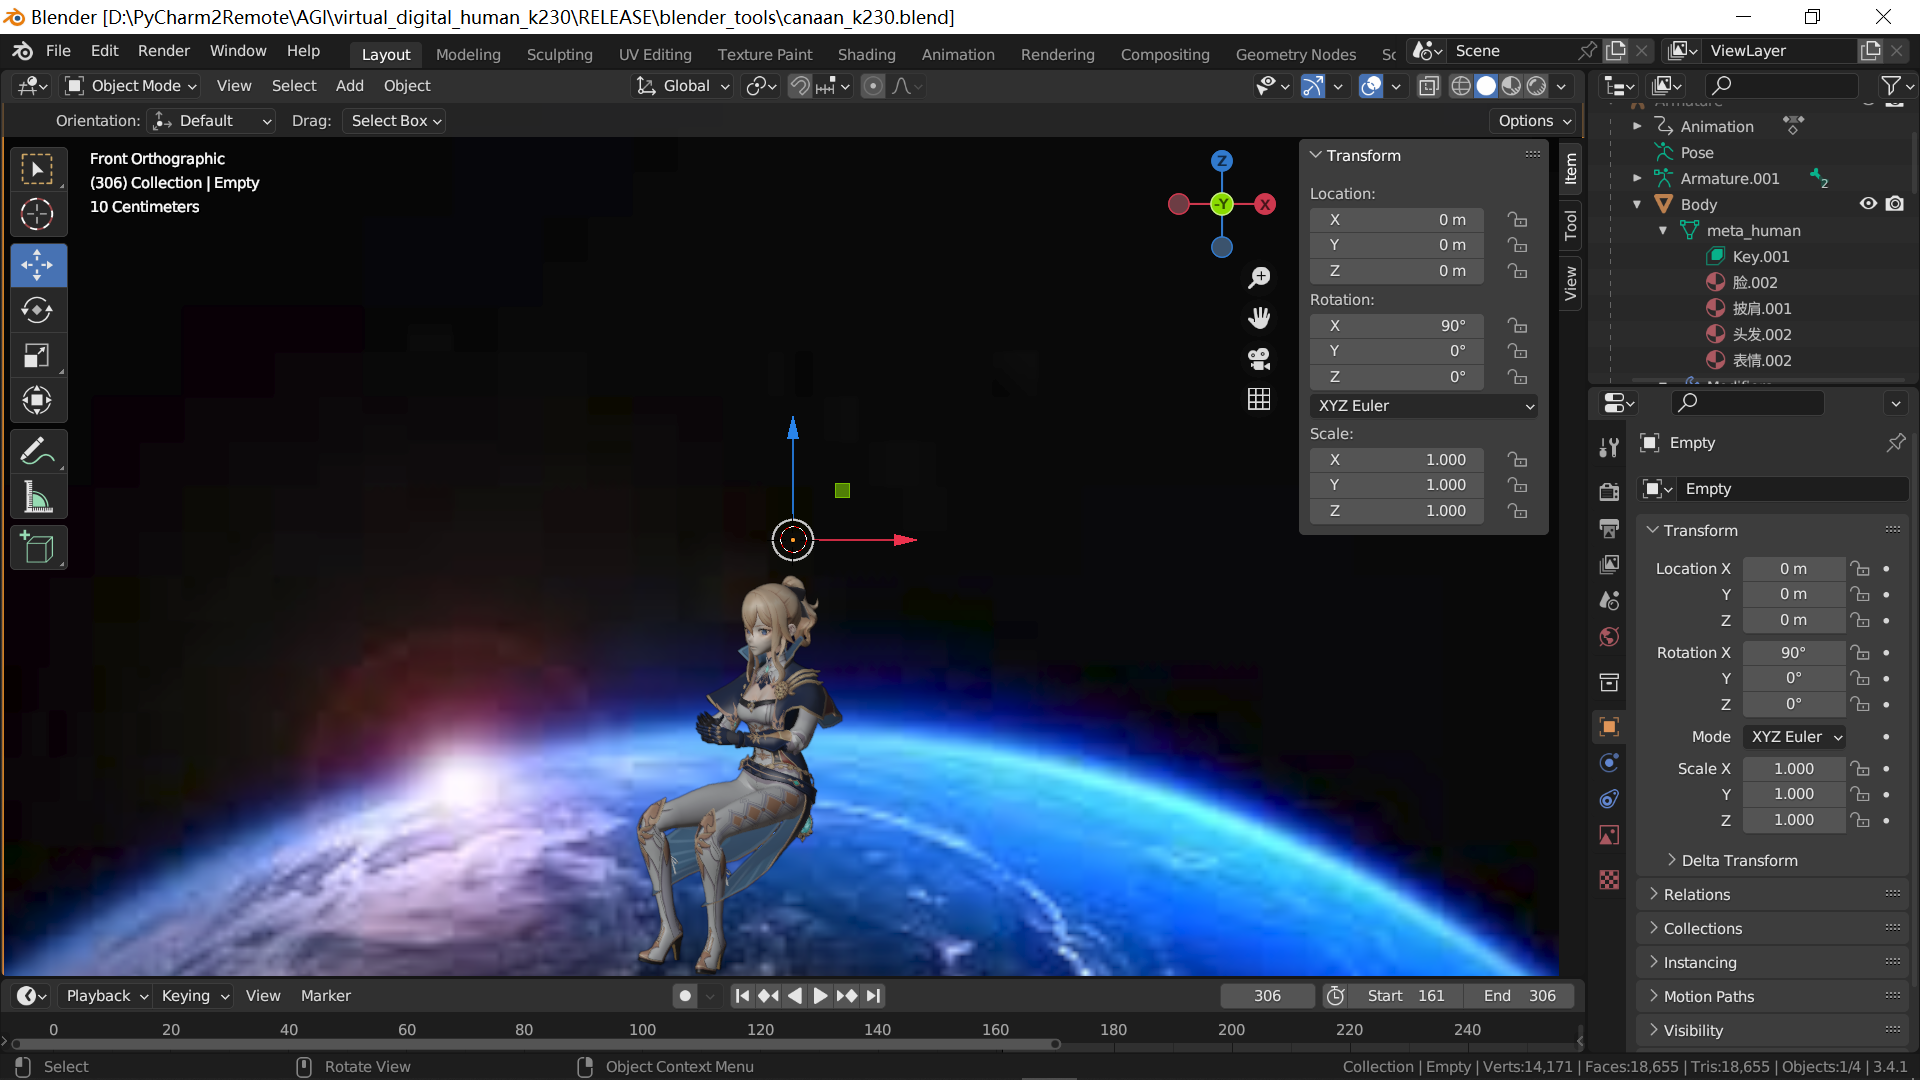 Blender [D:\PyCharm2Remote\AGI\virtual_digital_human_k230\RELEASE\blender_tools\canaan_k230.blend]
File Edit Render Window Help Layout Modeling Sculpting UV Editing Texture Paint Shading Animation Rendering Compositing Geometry Nodes Sc Scene ViewLayer
Object Mode View Select Add Object Global
Orientation: Default Drag: Select Box Options
Front Orthographic
(306) Collection | Empty
10 Centimeters
Z
-Y
X
Transform
Location:
X 0 m
Y 0 m
Z 0 m
Rotation:
X 90°
Y 0°
Z 0°
XYZ Euler
Scale:
X 1.000
Y 1.000
Z 1.000
Item
Tool
View
Armature
Animation
Pose
Armature.001 2
Body
meta_human
Key.001
脸.002
披肩.001
头发.002
表情.002
Empty
Empty
Transform
Location X 0 m
Y 0 m
Z 0 m
Rotation X 90°
Y 0°
Z 0°
Mode XYZ Euler
Scale X 1.000
Y 1.000
Z 1.000
Delta Transform
Relations
Collections
Instancing
Motion Paths
Visibility
Playback Keying View Marker 306 Start 161 End 306
0 20 40 60 80 100 120 140 160 180 200 220 240
Select Rotate View Object Context Menu Collection | Empty | Verts:14,171 | Faces:18,655 | Tris:18,655 | Objects:1/4 | 3.4.1